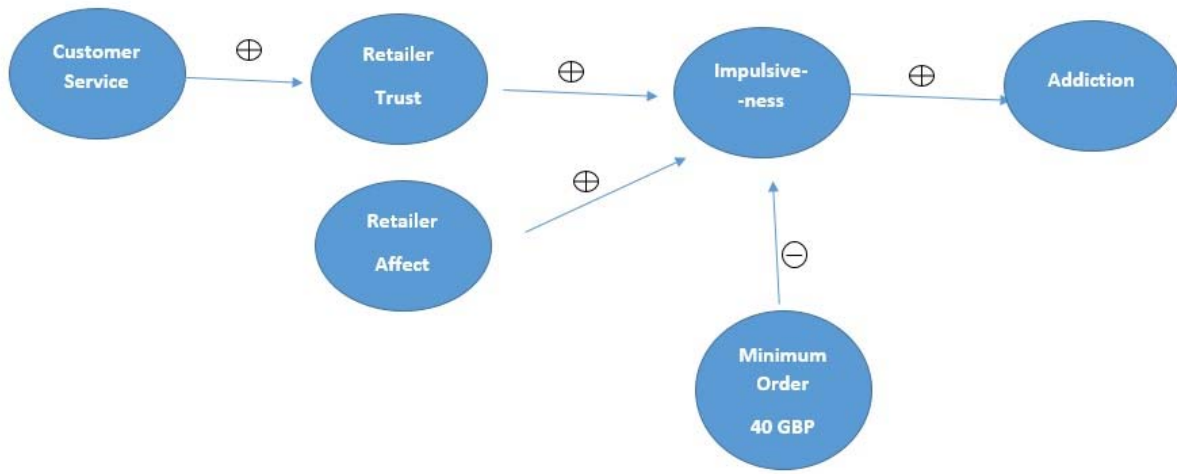 Customer
Service
⊕
Retailer
Trust
⊕
Impulsive-
-ness
⊕
Addiction
Retailer
Affect
⊕
⊖
Minimum
Order
40 GBP